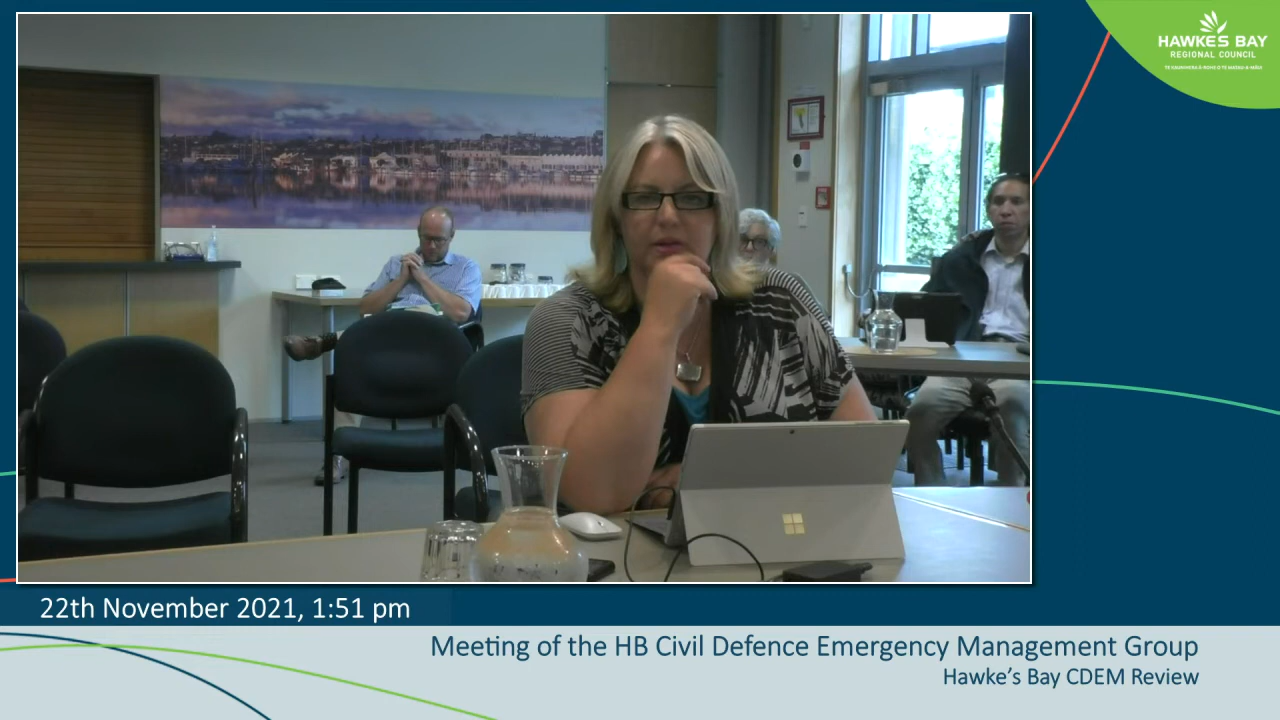 HAWKE'S BAY
REGIONAL COUNCIL
22th November 2021, 1:51 pm
Meeting of the HB Civil Defence Emergency Management Group
Hawke's Bay CDEM Review